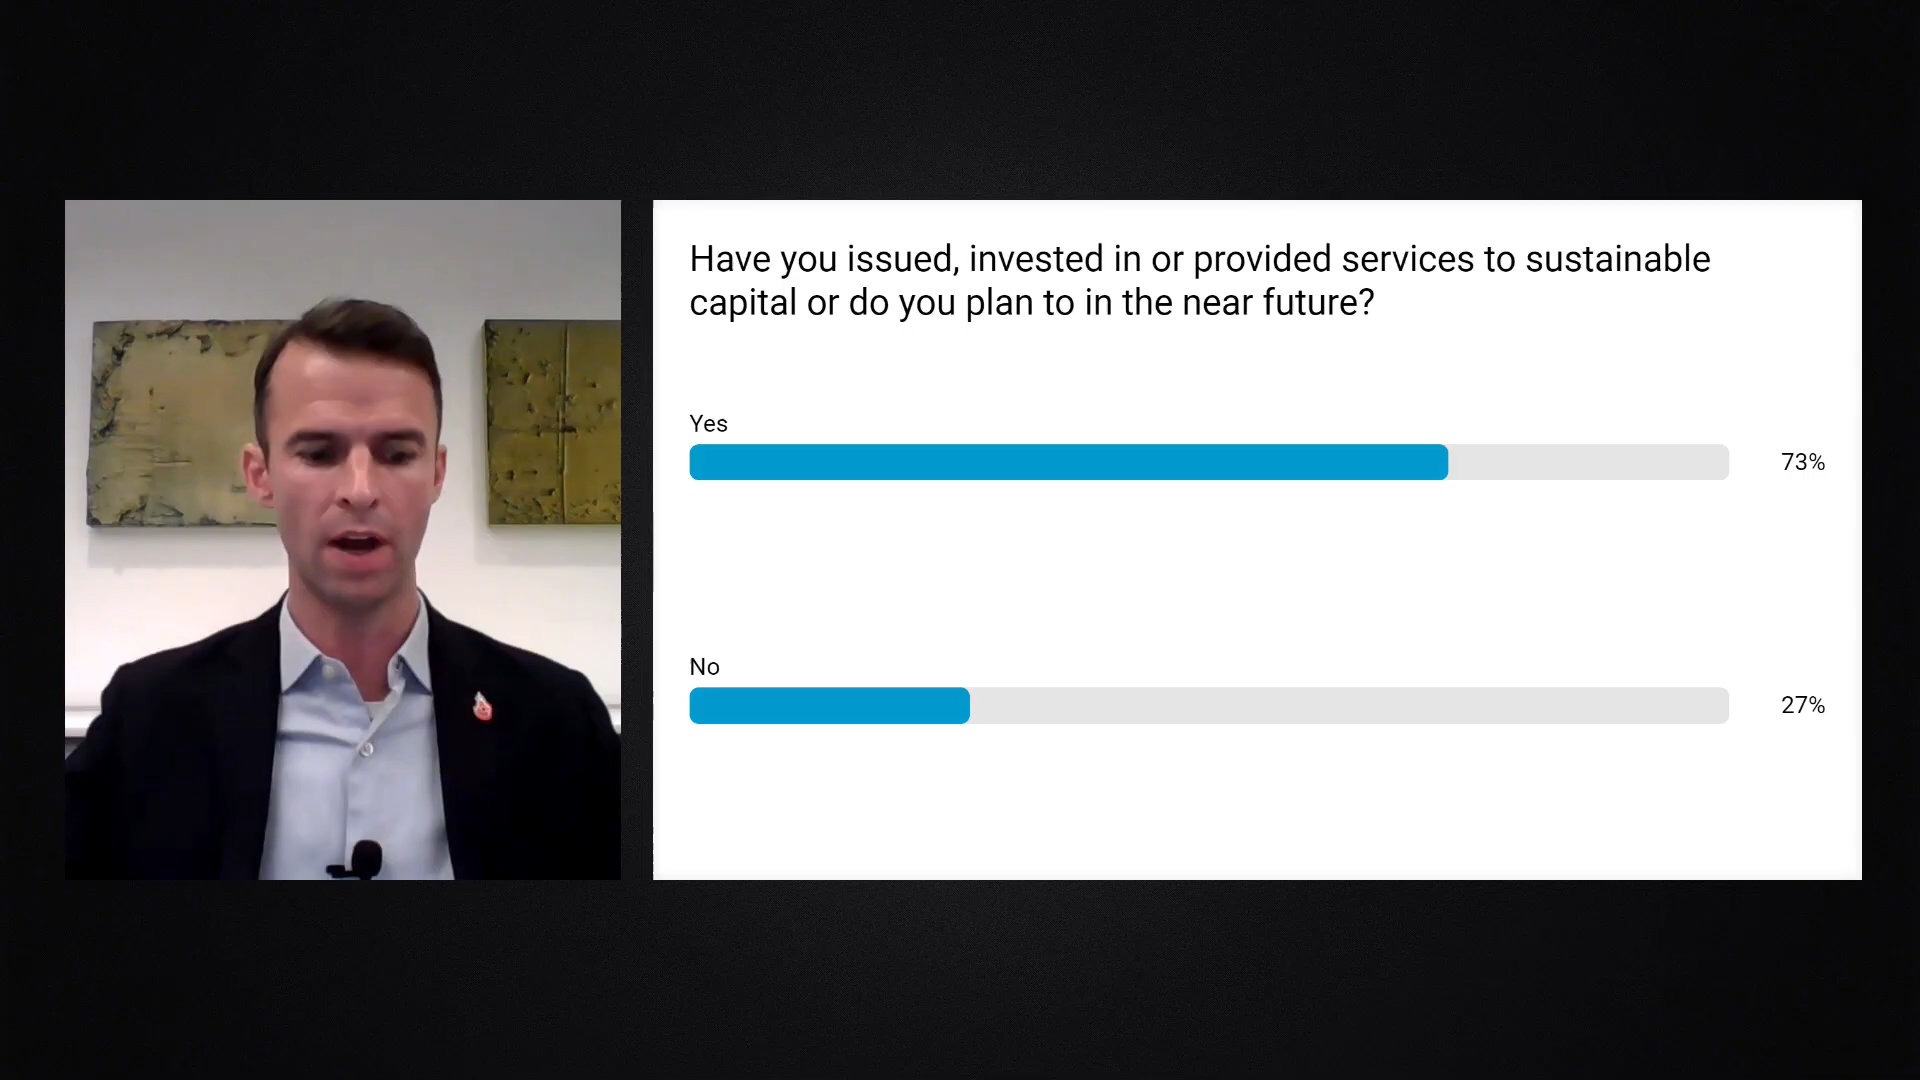 Have you issued, invested in or provided services to sustainable
capital or do you plan to in the near future?
Yes
73%
No
27%